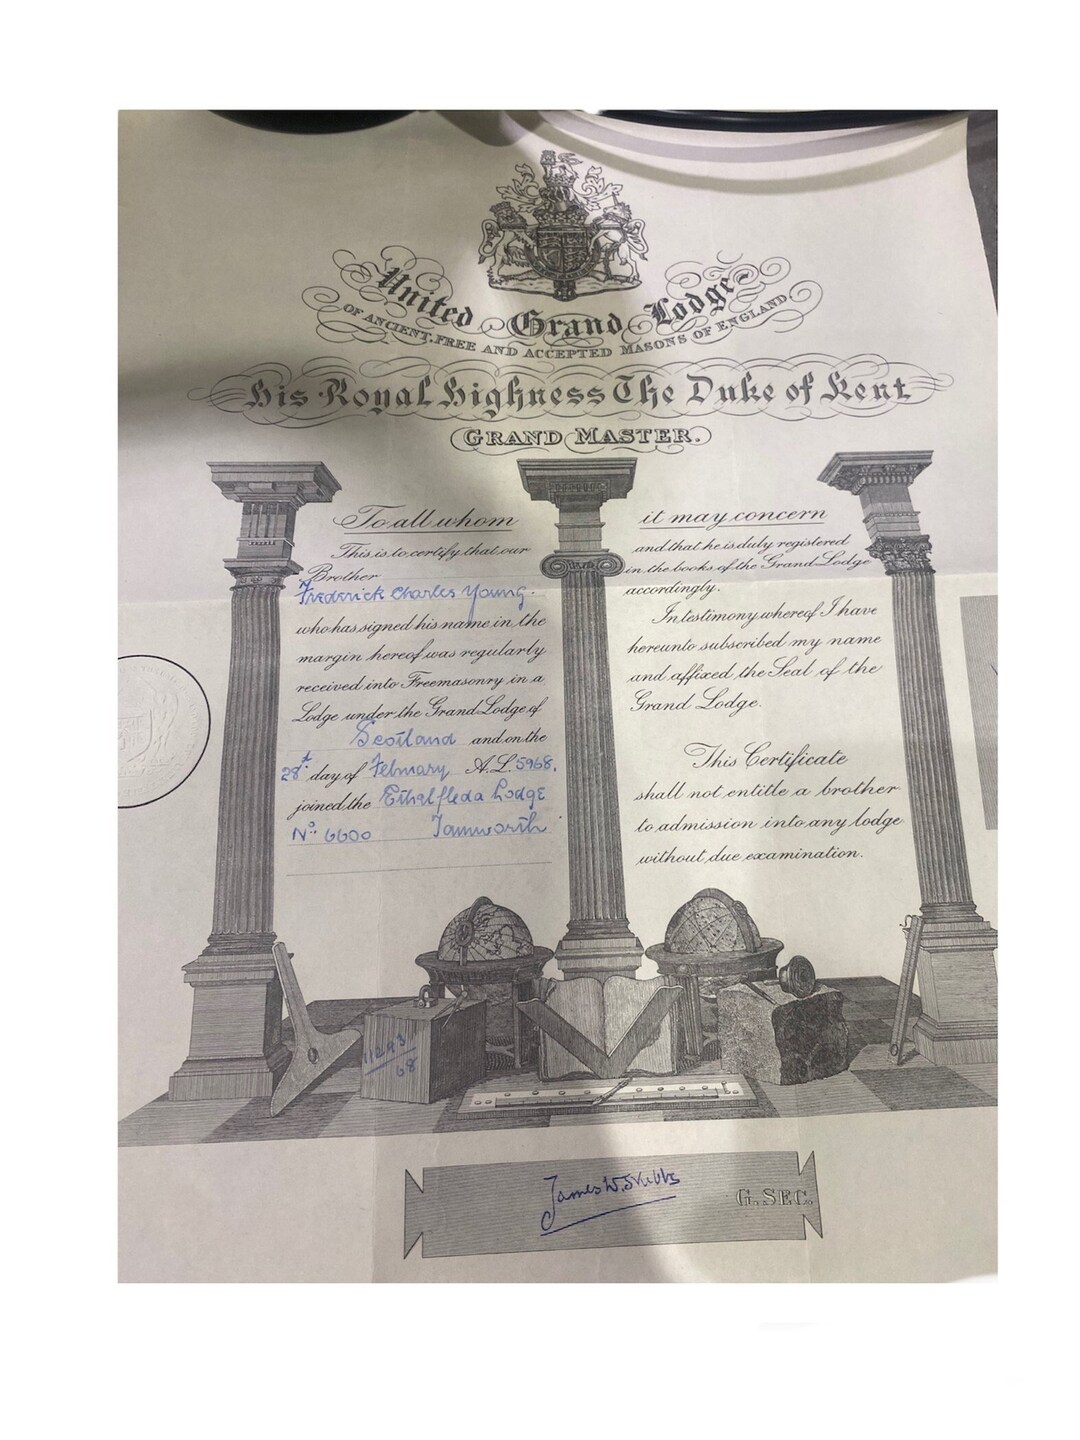 United Grand Lodge
OF ANCIENT, FREE AND ACCEPTED MASONS OF ENGLAND
His Royal Highness The Duke of Kent
GRAND MASTER.
To all whom
This is to certify that our
Brother
Frederick Charles Young.
who has signed his name in the
margin hereof was regularly
received into Freemasonry in a
Lodge under the Grand Lodge of
Scotland and on the
28t day of February A.L. 5968.
joined the Ethelfleda Lodge
No. 6600 Tamworth
it may concern
and that he is duly registered
in the books of the Grand Lodge
accordingly.
In testimony whereof I have
hereunto subscribed my name
and affixed the Seal of the
Grand Lodge.
This Certificate
shall not entitle a brother
to admission into any lodge
without due examination.
68
James W. Stubbs
G. SEC.